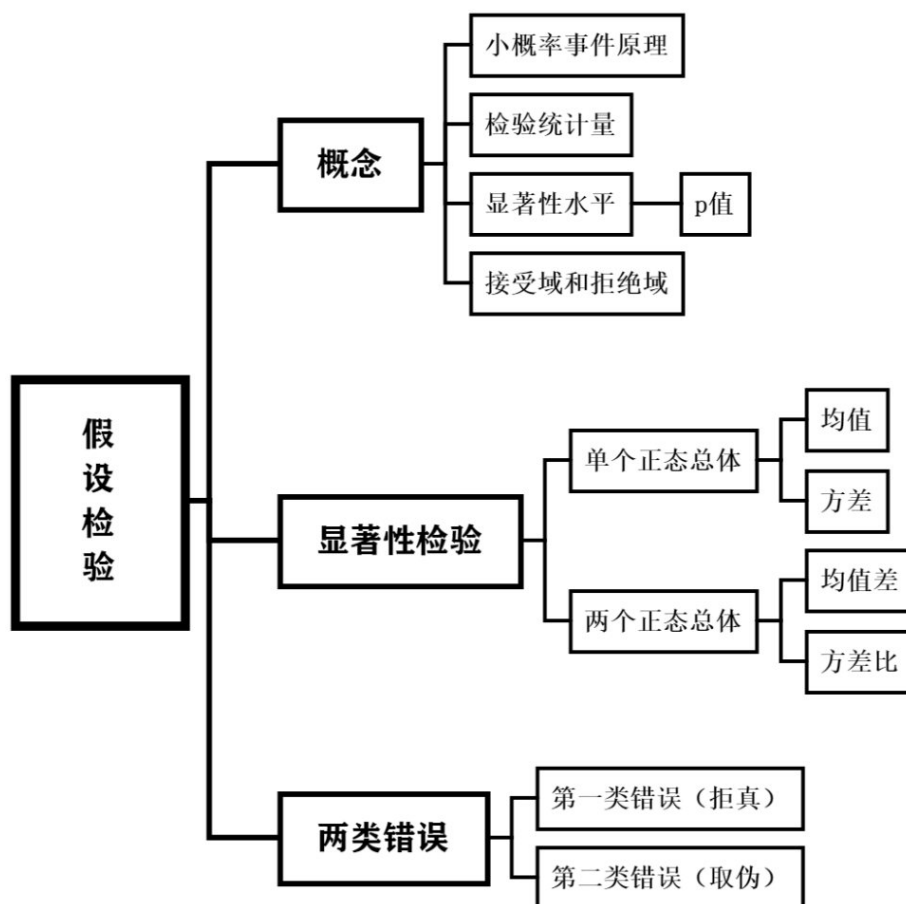 假设检验
概念
小概率事件原理
检验统计量
显著性水平
p值
接受域和拒绝域
显著性检验
单个正态总体
均值
方差
两个正态总体
均值差
方差比
两类错误
第一类错误（拒真）
第二类错误（取伪）